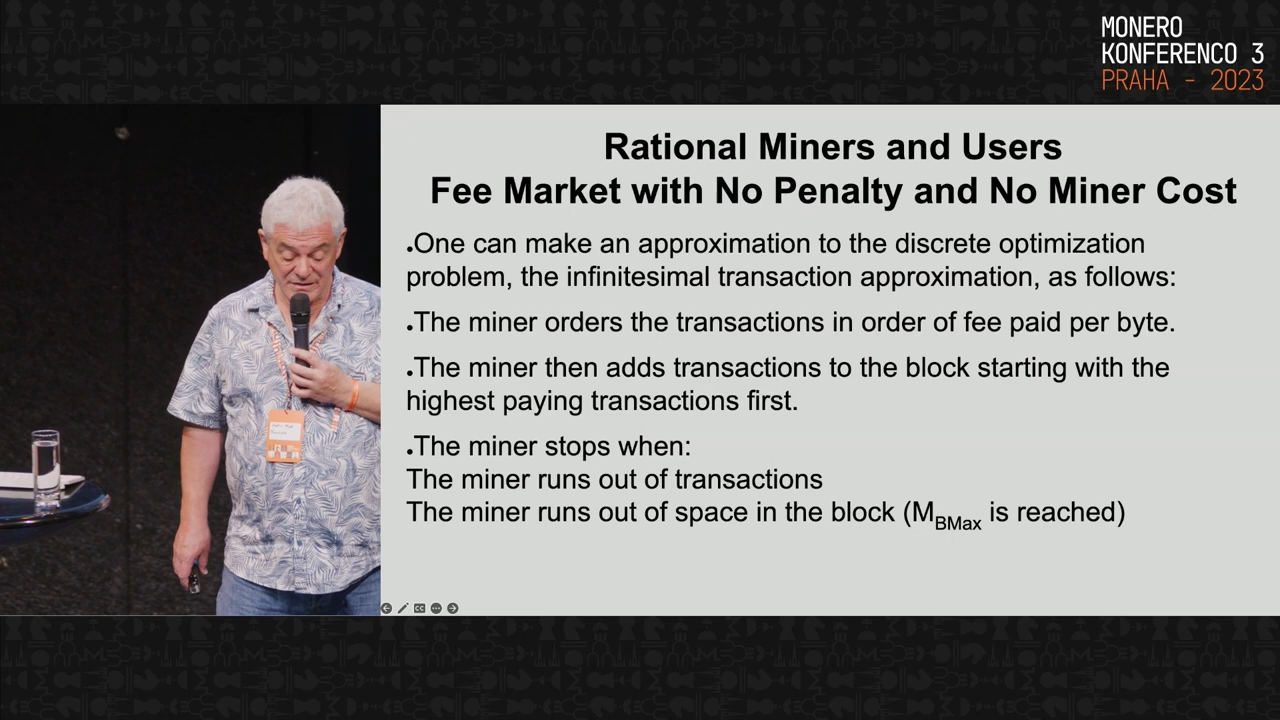 MONERO
KONFERENCO 3
PRAHA - 2023
Rational Miners and Users
Fee Market with No Penalty and No Miner Cost
.One can make an approximation to the discrete optimization
problem, the infinitesimal transaction approximation, as follows:
.The miner orders the transactions in order of fee paid per byte.
.The miner then adds transactions to the block starting with the
highest paying transactions first.
.The miner stops when:
The miner runs out of transactions
The miner runs out of space in the block (MBMax is reached)